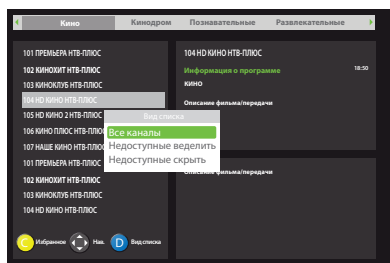 Кино Кинодром Познавательные Развлекательные
101 ПРЕМЬЕРА НТВ-ПЛЮС
102 КИНОХИТ НТВ-ПЛЮС
103 КИНОКЛУБ НТВ-ПЛЮС
104 HD КИНО НТВ-ПЛЮС
105 HD КИНО 2 НТВ-ПЛЮС
106 КИНО ПЛЮС НТВ-ПЛЮ
107 НАШЕ КИНО НТВ-ПЛЮ
101 ПРЕМЬЕРА НТВ-ПЛЮС
102 КИНОХИТ НТВ-ПЛЮС
103 КИНОКЛУБ НТВ-ПЛЮС
104 HD КИНО НТВ-ПЛЮС
Вид списка
Все каналы
Недоступные веделить
Недоступные скрыть
104 HD КИНО НТВ-ПЛЮС
Информация о программе 18:50
КИНО
Описание фильма/передачи
Описание фильма/передачи
C Избранное Нав. D Вид списка